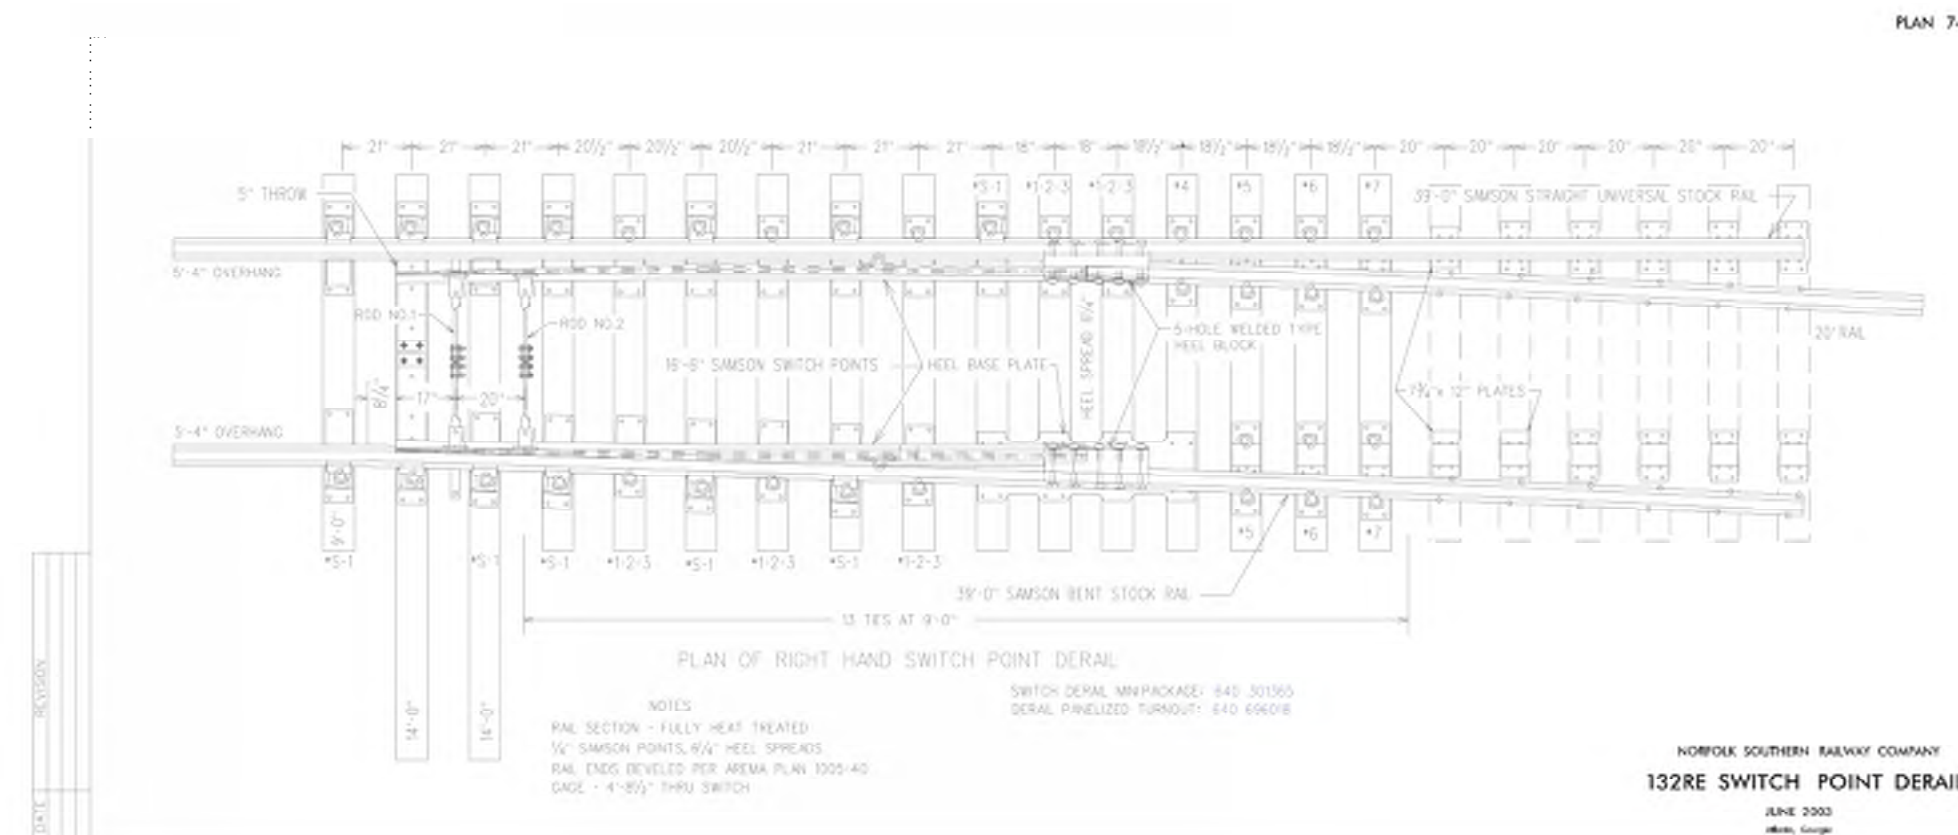 PLAN 7
21" 21" 21" 20½" 20½" 20½" 21" 21" 21" 18" 18" 18½" 18½" 18½" 18½" 20" 20" 20" 20" 20" 20"
5" THROW
*S-1 *1-2-3 *1-2-3 *4 *5 *6 *7
39'-0" SAMSON STRAIGHT UNIVERSAL STOCK RAIL
5'-4" OVERHANG
ROD NO.1
ROD NO.2
5-HOLE WELDED TYPE
HEEL BLOCK
20' RAIL
16'-6" SAMSON SWITCH POINTS
HEEL BASE PLATE
HEEL SPREAD 6¼"
7¾" x 12" PLATES
8¼"
17" 20"
5'-4" OVERHANG
9'-0"
*5 *6 *7
*S-1 *S-1 *S-1 *1-2-3 *S-1 *1-2-3 *S-1 *1-2-3
39'-0" SAMSON BENT STOCK RAIL
13 TIES AT 9'-0"
PLAN OF RIGHT HAND SWITCH POINT DERAIL
14'-0" 14'-0"
SWITCH DERAIL MINIPACKAGE: 640 301365
DERAIL PANELIZED TURNOUT: 640 696018
NOTES
RAIL SECTION - FULLY HEAT TREATED
¼" SAMSON POINTS, 6¼" HEEL SPREADS
RAIL ENDS BEVELED PER AREMA PLAN 1005-40
GAGE - 4'-8½" THRU SWITCH
REVISION
DATE
NORFOLK SOUTHERN RAILWAY COMPANY
132RE SWITCH POINT DERAIL
JUNE 2003
Atlanta, Georgia